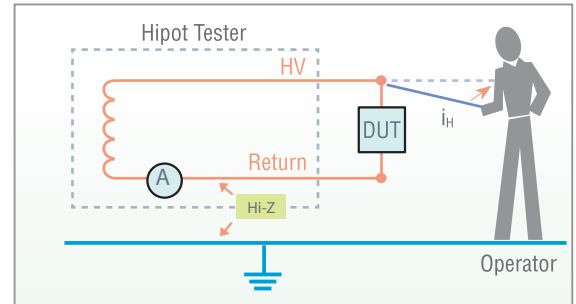 Hipot Tester
HV
DUT
iH
Return
A
Hi-Z
Operator